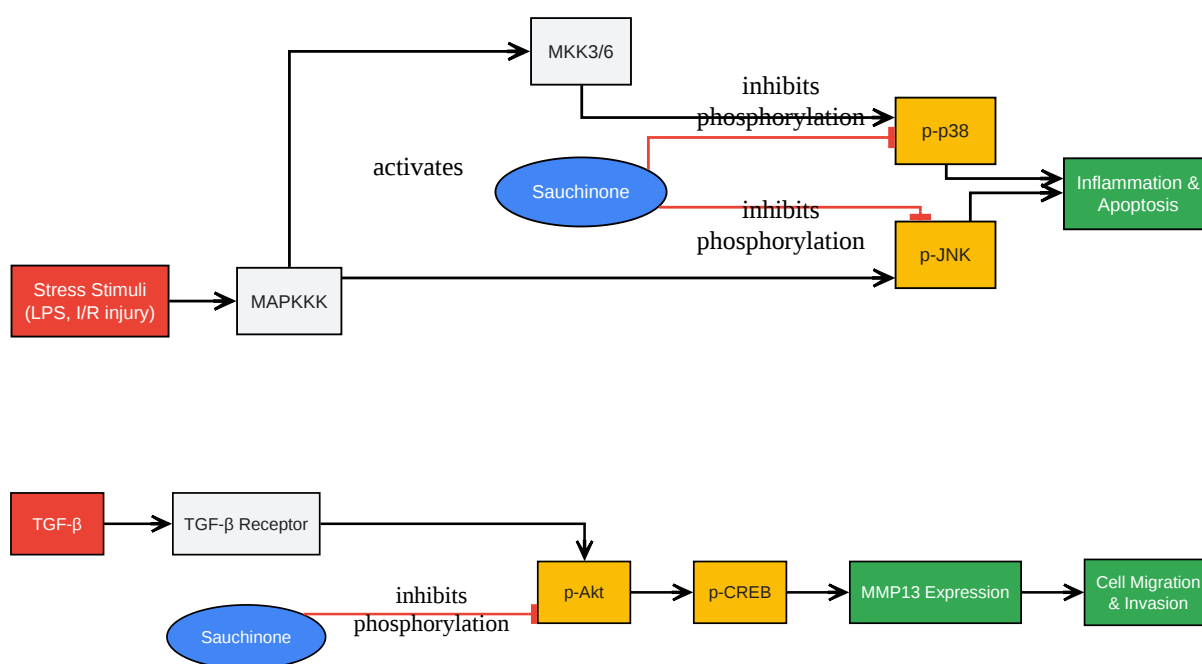 MKK3/6
inhibits
phosphorylation
p-p38
activates
Sauchinone
Inflammation &
Apoptosis
inhibits
phosphorylation
p-JNK
Stress Stimuli
(LPS, I/R injury)
MAPKKK
TGF-β
TGF-β Receptor
inhibits
phosphorylation
p-Akt
p-CREB
MMP13 Expression
Cell Migration
& Invasion
Sauchinone